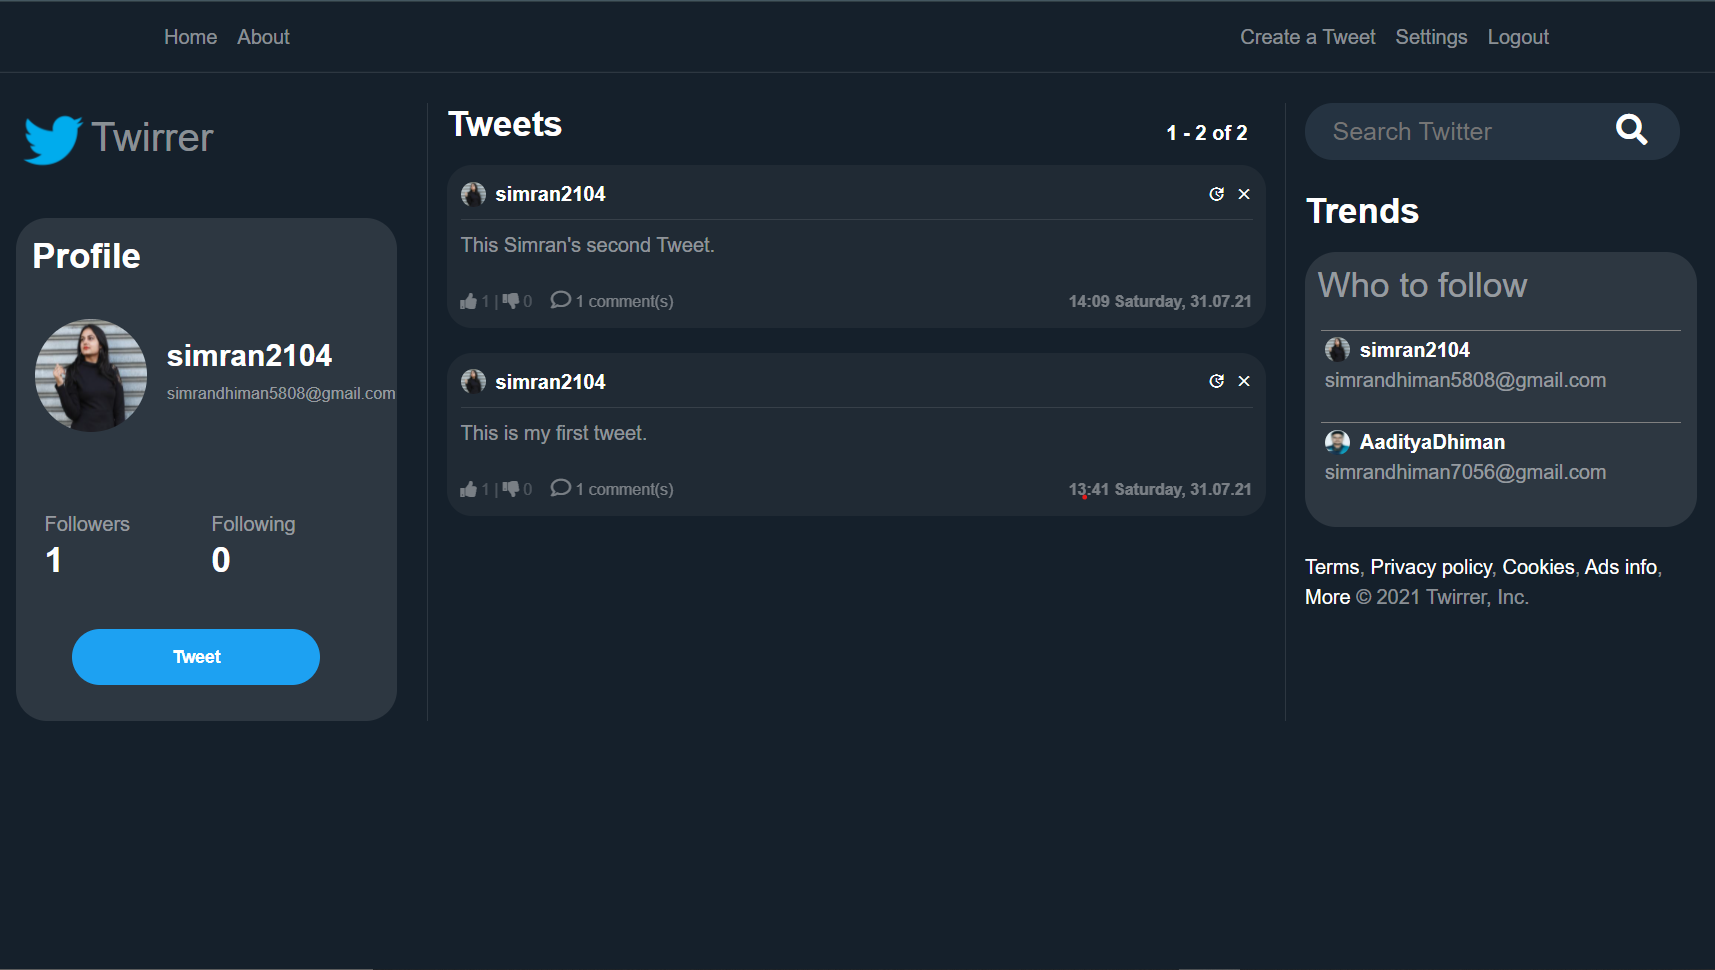 Home About
Create a Tweet Settings Logout
Twirrer
Profile
simran2104
simrandhiman5808@gmail.com
Followers
1
Following
0
Tweet
Tweets
1 - 2 of 2
simran2104
This Simran's second Tweet.
1 | 0 1 comment(s)
14:09 Saturday, 31.07.21
simran2104
This is my first tweet.
1 | 0 1 comment(s)
13:41 Saturday, 31.07.21
Search Twitter
Trends
Who to follow
simran2104
simrandhiman5808@gmail.com
AadityaDhiman
simrandhiman7056@gmail.com
Terms, Privacy policy, Cookies, Ads info,
More © 2021 Twirrer, Inc.